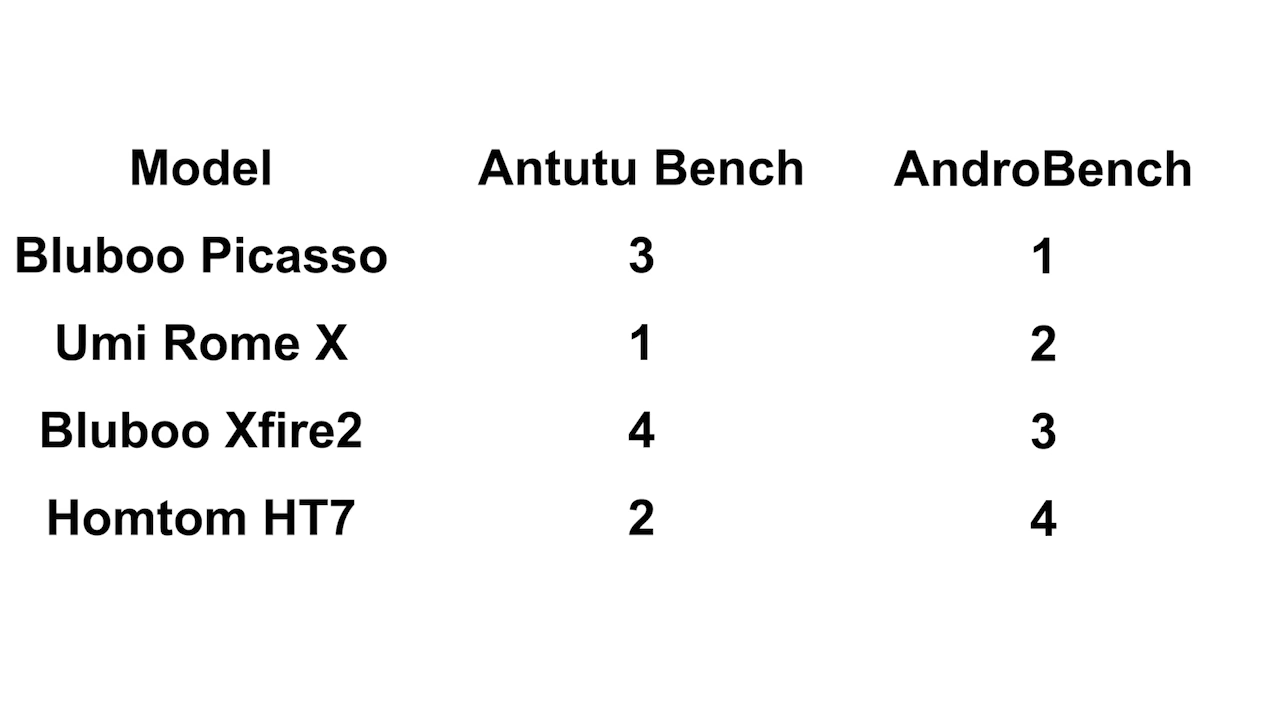 Model Antutu Bench AndroBench
Bluboo Picasso 3 1
Umi Rome X 1 2
Bluboo Xfire2 4 3
Homtom HT7 2 4